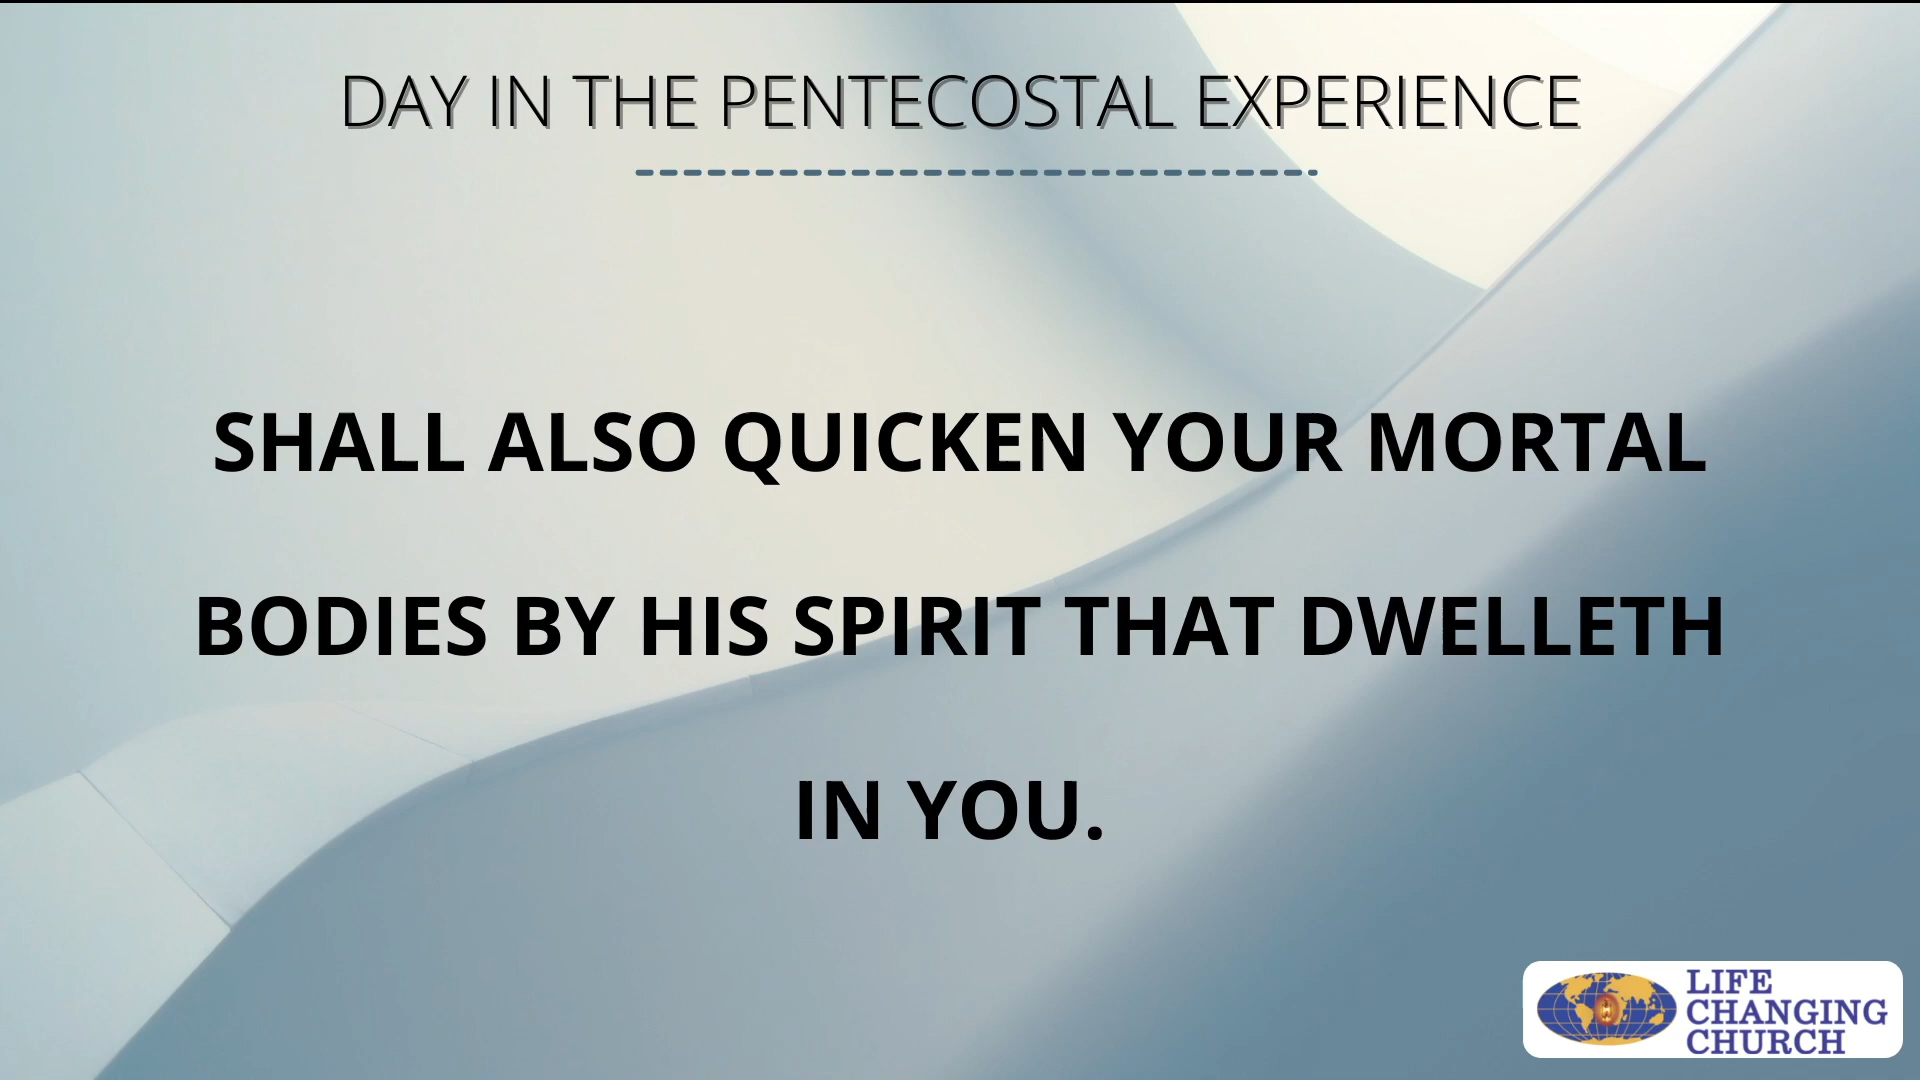 DAY IN THE PENTECOSTAL EXPERIENCE
SHALL ALSO QUICKEN YOUR MORTAL
BODIES BY HIS SPIRIT THAT DWELLETH
IN YOU.
LIFE
CHANGING
CHURCH